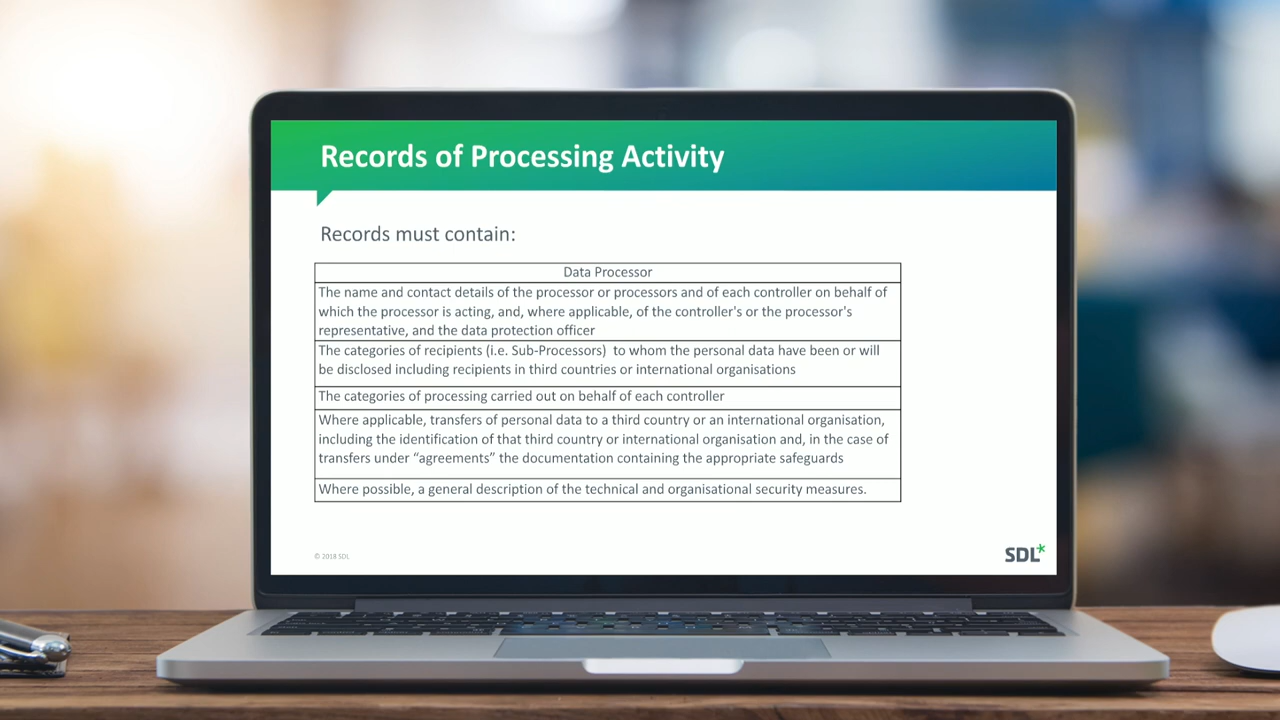 Records of Processing Activity
Records must contain:
Data Processor
The name and contact details of the processor or processors and of each controller on behalf of
which the processor is acting, and, where applicable, of the controller's or the processor's
representative, and the data protection officer
The categories of recipients (i.e. Sub-Processors)  to whom the personal data have been or will
be disclosed including recipients in third countries or international organisations
The categories of processing carried out on behalf of each controller
Where applicable, transfers of personal data to a third country or an international organisation,
including the identification of that third country or international organisation and, in the case of
transfers under “agreements” the documentation containing the appropriate safeguards
Where possible, a general description of the technical and organisational security measures.
© 2018 SDL
SDL*